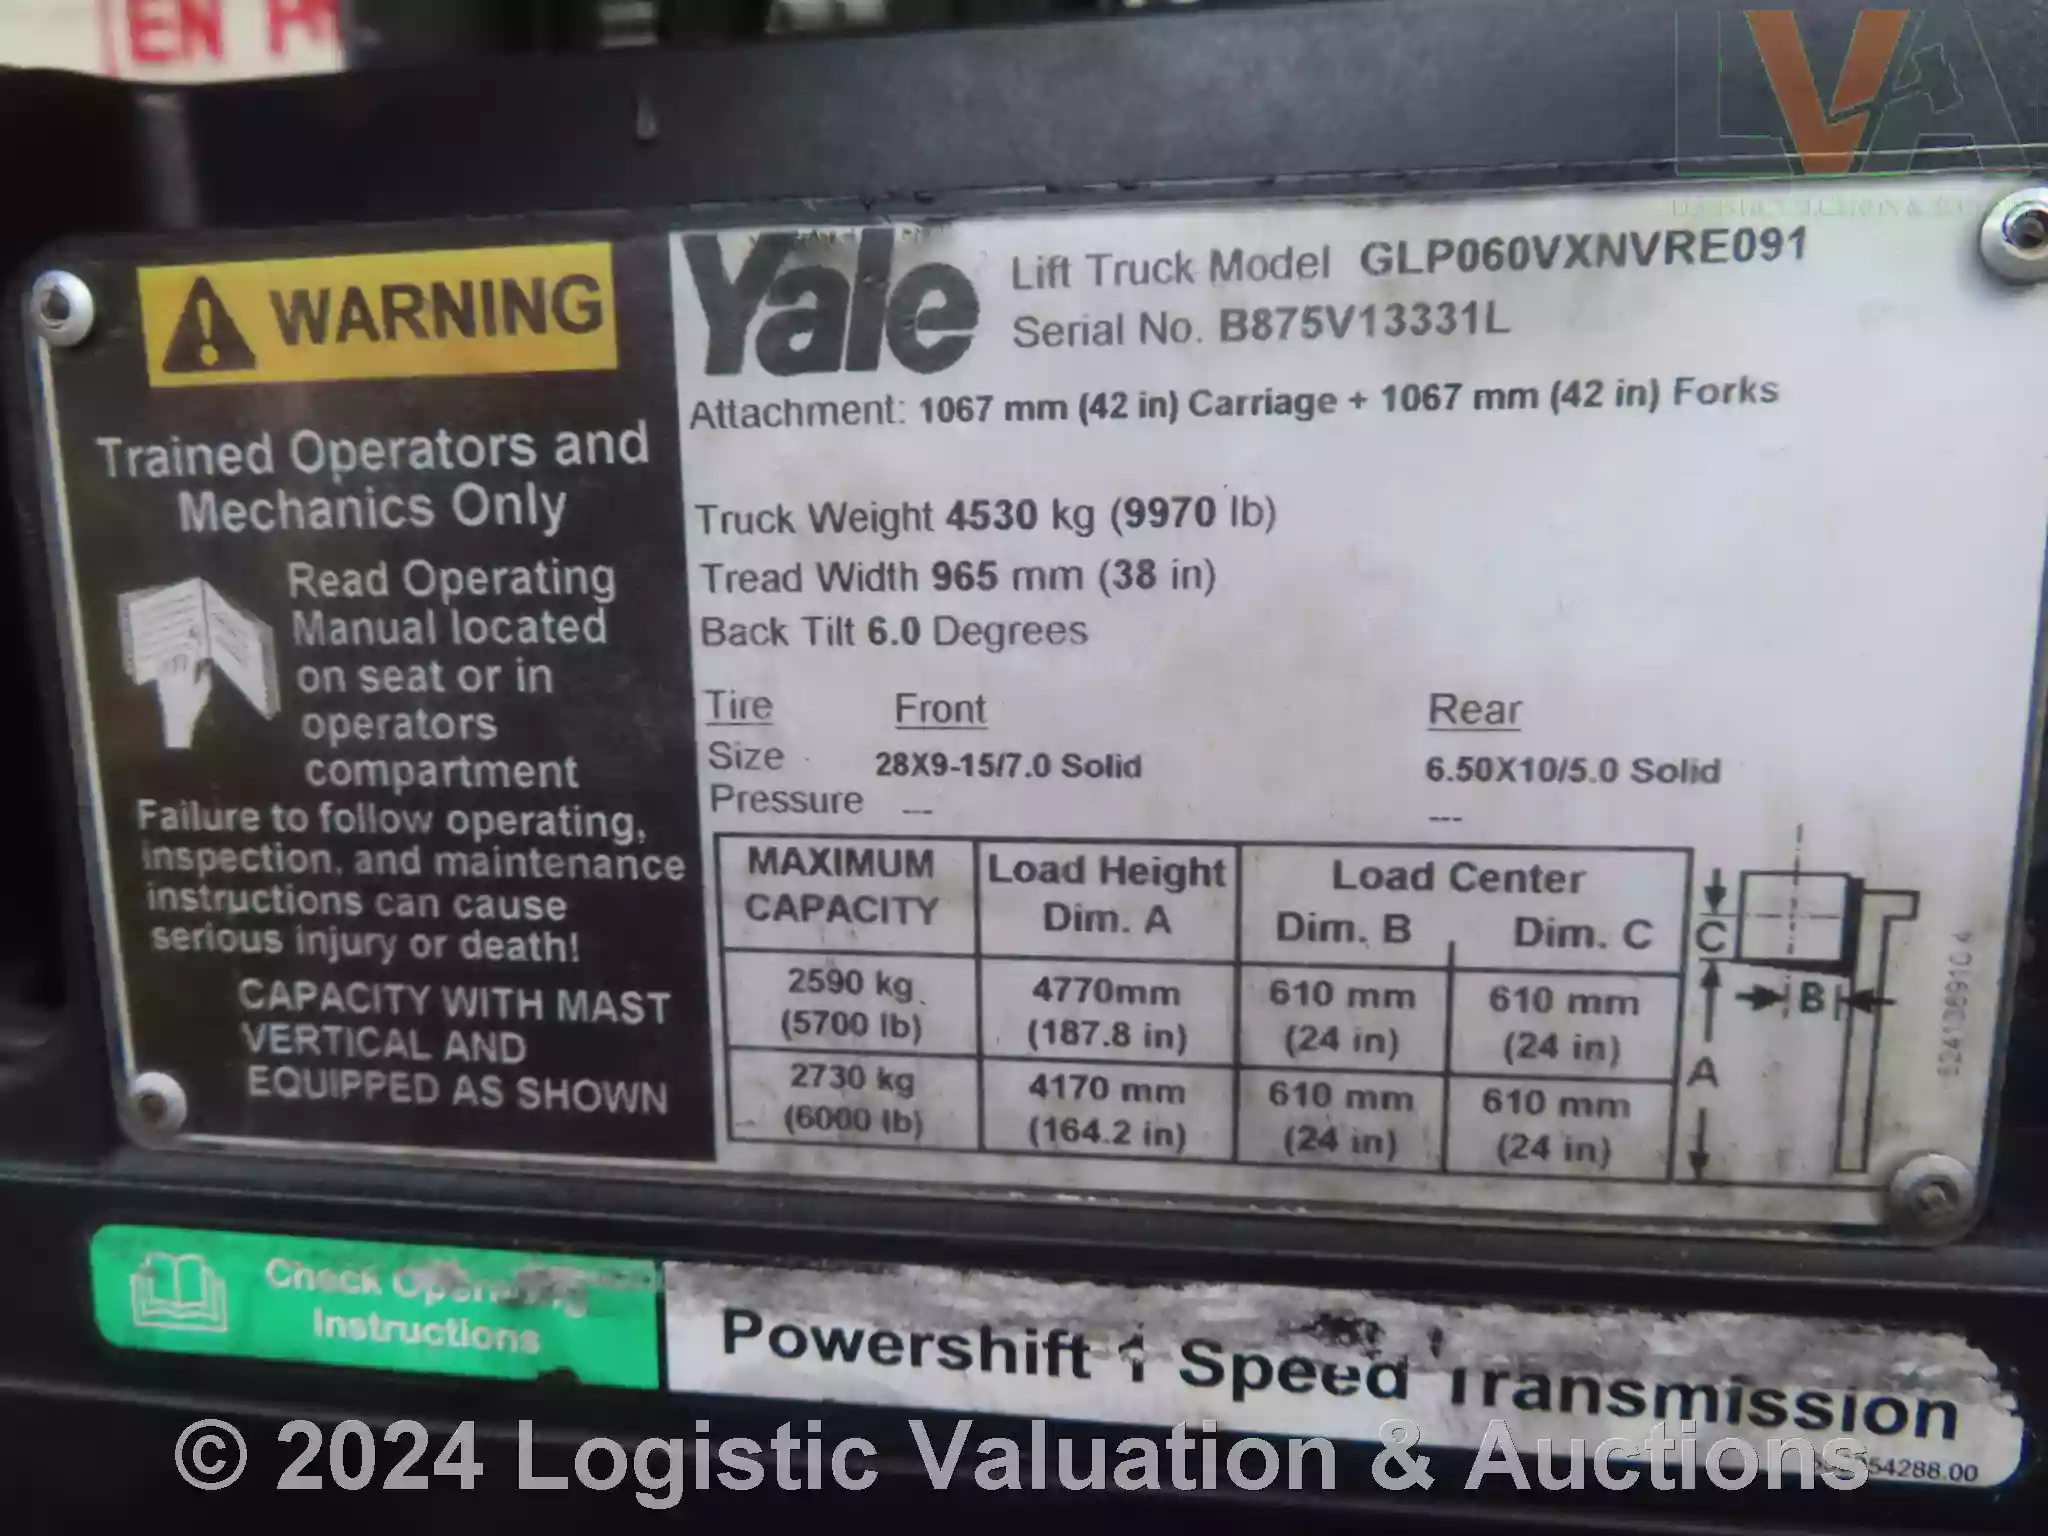 EN
WARNING
Trained Operators and
Mechanics Only
Read Operating
Manual located
on seat or in
operators
compartment
Failure to follow operating,
inspection, and maintenance
instructions can cause
serious injury or death!
CAPACITY WITH MAST
VERTICAL AND
EQUIPPED AS SHOWN
Yale
Lift Truck Model GLP060VXNVRE091
Serial No. B875V13331L
Attachment: 1067 mm (42 in) Carriage + 1067 mm (42 in) Forks
Truck Weight 4530 kg (9970 lb)
Tread Width 965 mm (38 in)
Back Tilt 6.0 Degrees
Tire Front Rear
Size 28X9-15/7.0 Solid 6.50X10/5.0 Solid
Pressure --- ---
MAXIMUM CAPACITY Load Height Dim. A Load Center Dim. B Dim. C
2590 kg 4770mm 610 mm 610 mm
(5700 lb) (187.8 in) (24 in) (24 in)
2730 kg 4170 mm 610 mm 610 mm
(6000 lb) (164.2 in) (24 in) (24 in)
C
B
A
Check Operating
Instructions
Powershift 1 Speed Transmission
© 2024 Logistic Valuation & Auctions
LVA